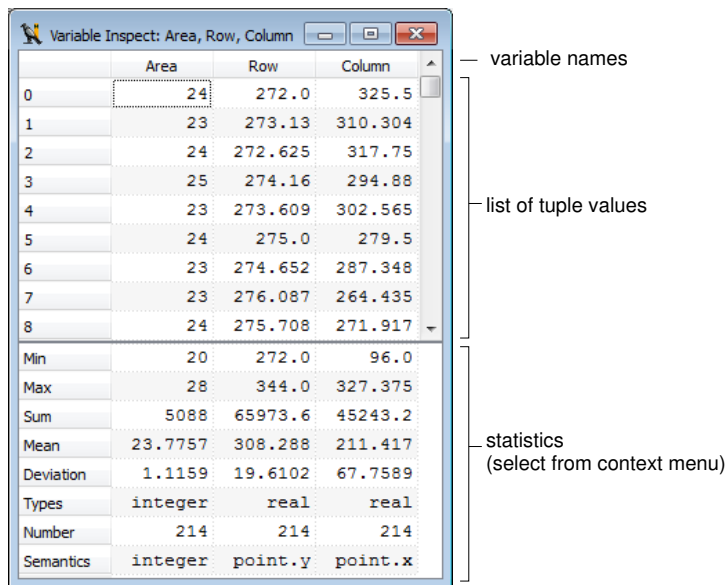 Variable Inspect: Area, Row, Column
Area Row Column
variable names
0 24 272.0 325.5
1 23 273.13 310.304
2 24 272.625 317.75
3 25 274.16 294.88
4 23 273.609 302.565
list of tuple values
5 24 275.0 279.5
6 23 274.652 287.348
7 23 276.087 264.435
8 24 275.708 271.917
Min 20 272.0 96.0
Max 28 344.0 327.375
Sum 5088 65973.6 45243.2
Mean 23.7757 308.288 211.417
statistics
(select from context menu)
Deviation 1.1159 19.6102 67.7589
Types integer real real
Number 214 214 214
Semantics integer point.y point.x